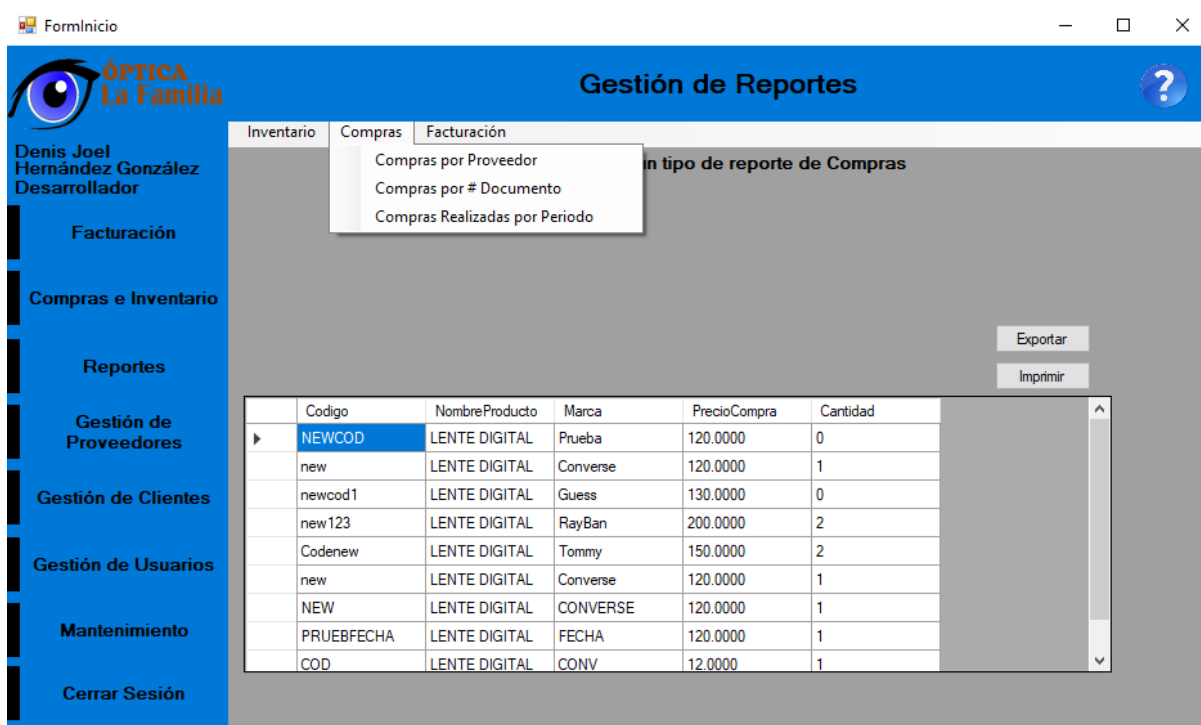 FormInicio
ÓPTICA
La Familia
Gestión de Reportes
?
Inventario Compras Facturación
Denis Joel
Hernández González
Desarrollador
Compras por Proveedor
Compras por # Documento
Compras Realizadas por Periodo
tipo de reporte de Compras
Facturación
Compras e Inventario
Reportes
Gestión de
Proveedores
Gestión de Clientes
Gestión de Usuarios
Mantenimiento
Cerrar Sesión
Exportar
Imprimir
Codigo NombreProducto Marca PrecioCompra Cantidad
NEWCOD LENTE DIGITAL Prueba 120.0000 0
new LENTE DIGITAL Converse 120.0000 1
newcod1 LENTE DIGITAL Guess 130.0000 0
new123 LENTE DIGITAL RayBan 200.0000 2
Codenew LENTE DIGITAL Tommy 150.0000 2
new LENTE DIGITAL Converse 120.0000 1
NEW LENTE DIGITAL CONVERSE 120.0000 1
PRUEBFECHA LENTE DIGITAL FECHA 120.0000 1
COD LENTE DIGITAL CONV 12.0000 1